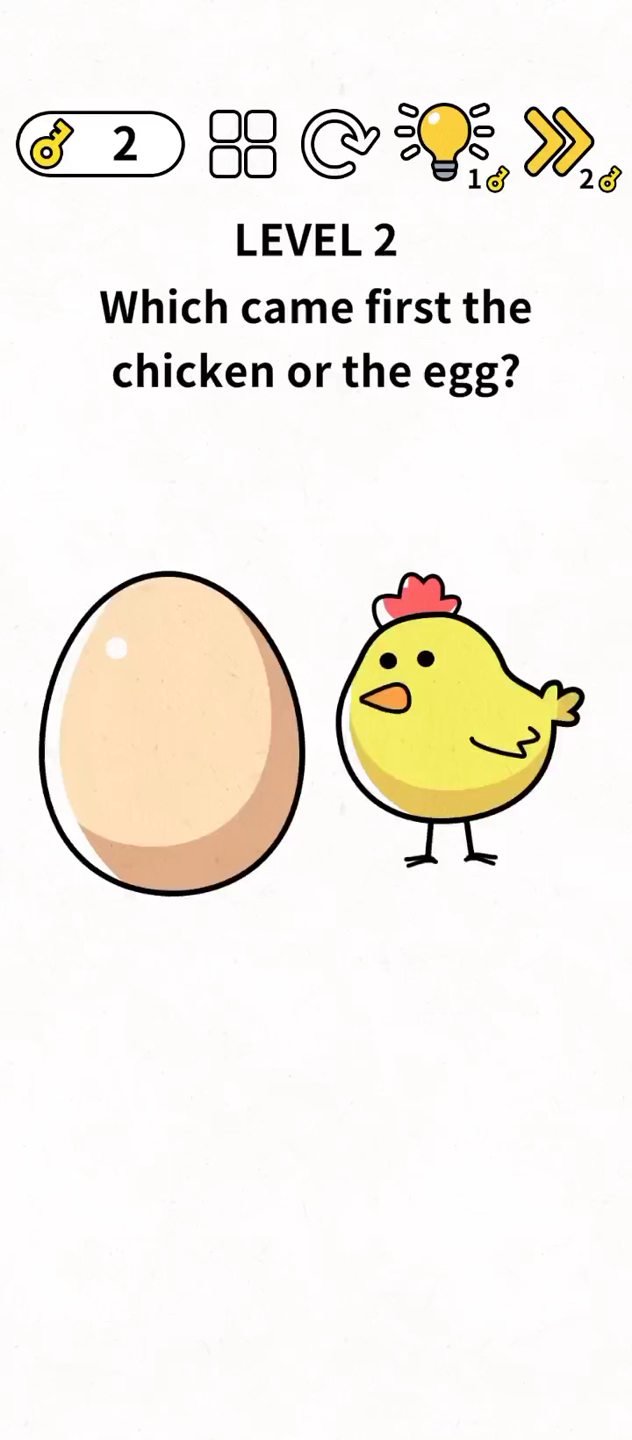 2
1
2
LEVEL 2
Which came first the
chicken or the egg?